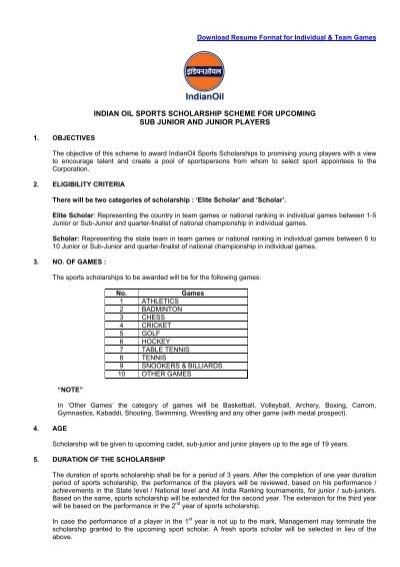 Download Resume Format for Individual & Team Games
इंडियनऑयल
IndianOil
INDIAN OIL SPORTS SCHOLARSHIP SCHEME FOR UPCOMING
SUB JUNIOR AND JUNIOR PLAYERS
1. OBJECTIVES
The objective of this scheme to award IndianOil Sports Scholarships to promising young players with a view
to encourage talent and create a pool of sportspersons from whom to select sport appointees to the
Corporation.
2. ELIGIBILITY CRITERIA
There will be two categories of scholarship : ‘Elite Scholar’ and ‘Scholar’.
Elite Scholar: Representing the country in team games or national ranking in individual games between 1-5
Junior or Sub-Junior and quarter-finalist of national championship in individual games.
Scholar: Representing the state team in team games or national ranking in individual games between 6 to
10 Junior or Sub-Junior and quarter-finalist of national championship in individual games.
3. NO. OF GAMES :
The sports scholarships to be awarded will be for the following games:
No. Games
1 ATHLETICS
2 BADMINTON
3 CHESS
4 CRICKET
5 GOLF
6 HOCKEY
7 TABLE TENNIS
8 TENNIS
9 SNOOKERS & BILLIARDS
10 OTHER GAMES
“NOTE”
In ‘Other Games’ the category of games will be Basketball, Volleyball, Archery, Boxing, Carrom,
Gymnastics, Kabaddi, Shooting, Swimming, Wrestling and any other game (with medal prospect).
4. AGE
Scholarship will be given to upcoming cadet, sub-junior and junior players up to the age of 19 years.
5. DURATION OF THE SCHOLARSHIP
The duration of sports scholarship shall be for a period of 3 years. After the completion of one year duration
period of sports scholarship, the performance of the players will be reviewed, based on his performance /
achievements in the State level / National level and All India Ranking tournaments, for junior / sub-juniors.
Based on the same, sports scholarship will be extended for the second year. The extension for the third year
will be based on the performance in the 2nd year of sports scholarship.
In case the performance of a player in the 1st year is not up to the mark, Management may terminate the
scholarship granted to the upcoming sport scholar. A fresh sports scholar will be selected in lieu of the
above.